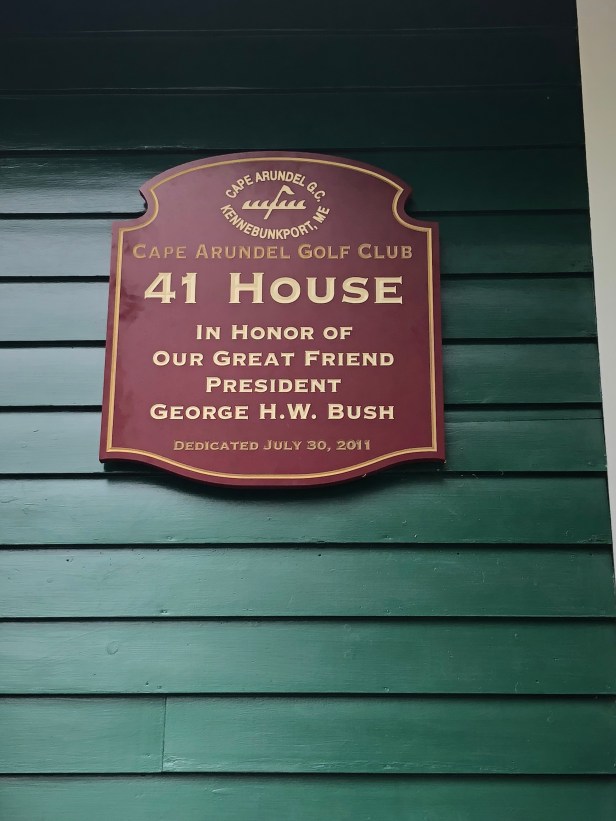 CAPE ARUNDEL G.C.
KENNEBUNKPORT, ME
CAPE ARUNDEL GOLF CLUB
41 HOUSE
IN HONOR OF
OUR GREAT FRIEND
PRESIDENT
GEORGE H.W. BUSH
DEDICATED JULY 30, 2011